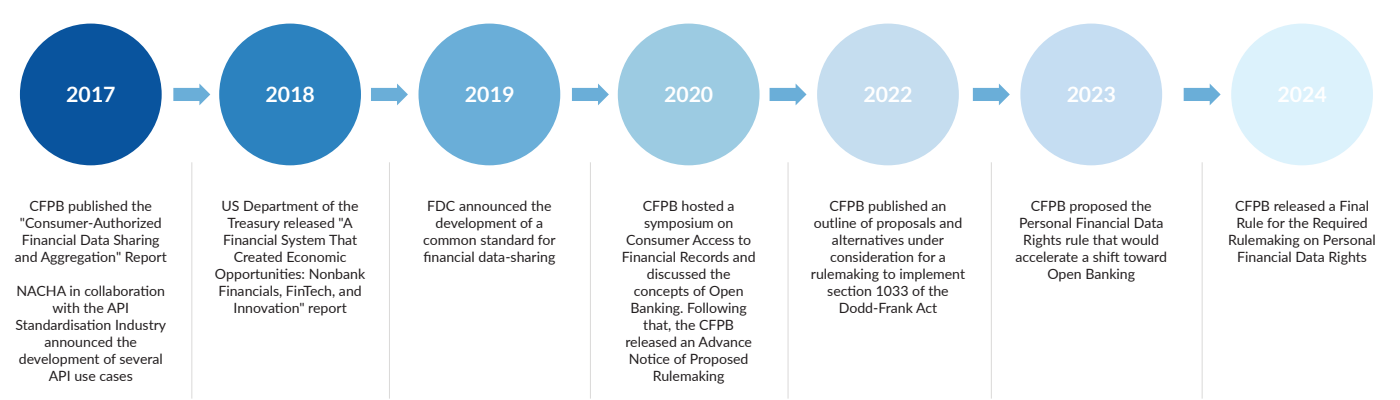 2017
2018
2019
2020
2022
2023
2024
CFPB published the
"Consumer-Authorized
Financial Data Sharing
and Aggregation" Report
NACHA in collaboration
with the API
Standardisation Industry
announced the
development of several
API use cases
US Department of the
Treasury released "A
Financial System That
Created Economic
Opportunities: Nonbank
Financials, FinTech, and
Innovation" report
FDC announced the
development of a
common standard for
financial data-sharing
CFPB hosted a
symposium on
Consumer Access to
Financial Records and
discussed the
concepts of Open
Banking. Following
that, the CFPB
released an Advance
Notice of Proposed
Rulemaking
CFPB published an
outline of proposals and
alternatives under
consideration for a
rulemaking to implement
section 1033 of the
Dodd-Frank Act
CFPB proposed the
Personal Financial Data
Rights rule that would
accelerate a shift toward
Open Banking
CFPB released a Final
Rule for the Required
Rulemaking on Personal
Financial Data Rights